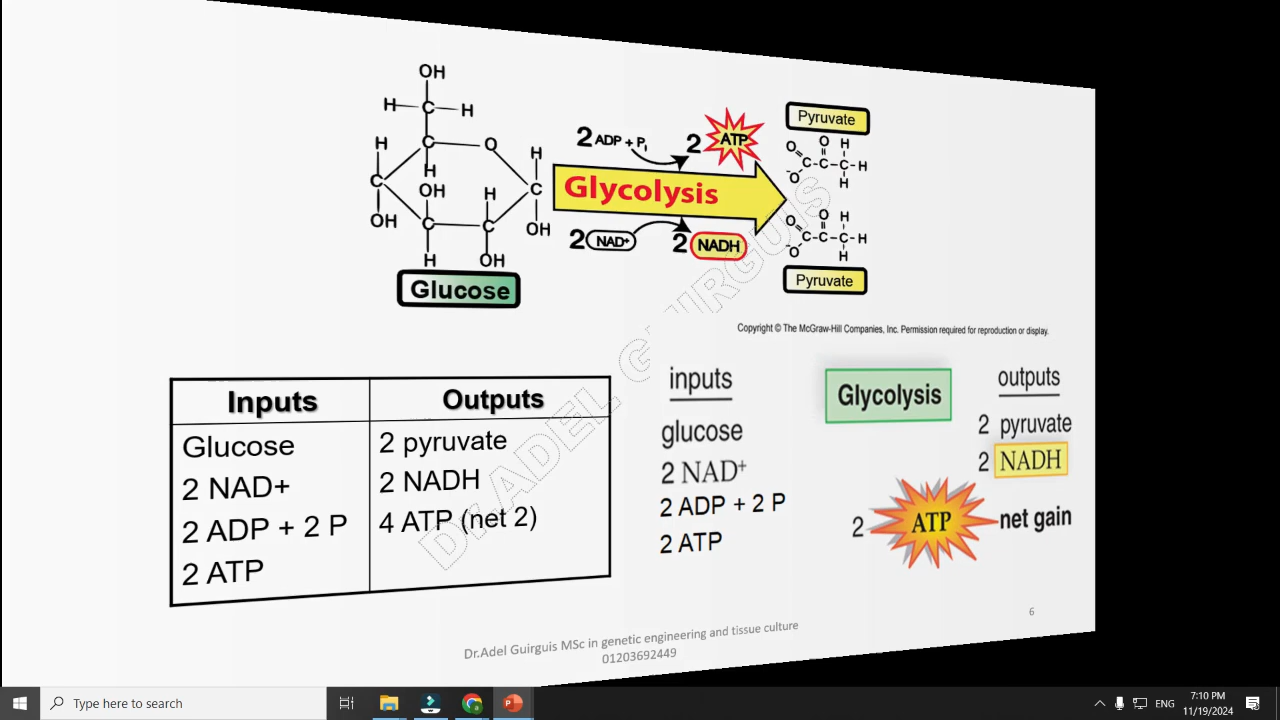 OH
H C H
H C O H
H
C OH H C
OH C C OH
H OH
Glucose
2 ADP + Pi 2 ATP
Glycolysis
2 NAD+ 2 NADH
Pyruvate
O O H
C C C H
-O H
O O H
C C C H
-O H
Pyruvate
Copyright © The McGraw-Hill Companies, Inc. Permission required for reproduction or display.
Inputs Outputs
Glucose 2 pyruvate
2 NAD+ 2 NADH
2 ADP + 2 P 4 ATP (net 2)
2 ATP
inputs Glycolysis outputs
glucose 2 pyruvate
2 NAD+ 2 NADH
2 ADP + 2 P 2 ATP net gain
2 ATP
Dr.ADEL GUIRGUIS
6
Dr.Adel Guirguis MSc in genetic engineering and tissue culture
01203692449
Type here to search
ENG
7:10 PM
11/19/2024